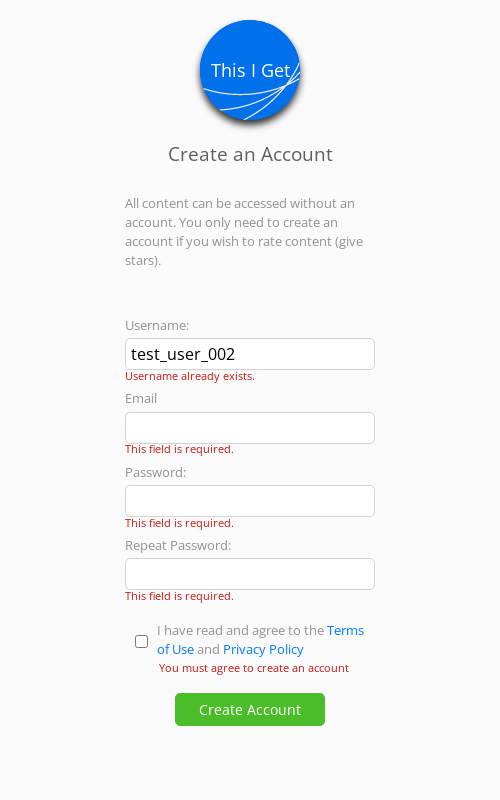 This I Get
Create an Account
All content can be accessed without an
account. You only need to create an
account if you wish to rate content (give
stars).
Username:
test_user_002
Username already exists.
Email
This field is required.
Password:
This field is required.
Repeat Password:
This field is required.
I have read and agree to the Terms
of Use and Privacy Policy
You must agree to create an account
Create Account